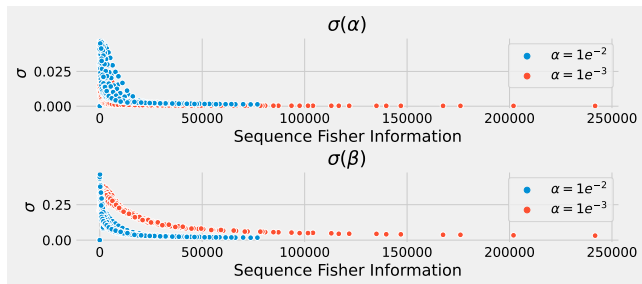 σ(α)
σ
0.025
0.000
α = 1e⁻²
α = 1e⁻³
0 50000 100000 150000 200000 250000
Sequence Fisher Information
σ(β)
σ
0.25
0.00
α = 1e⁻²
α = 1e⁻³
0 50000 100000 150000 200000 250000
Sequence Fisher Information